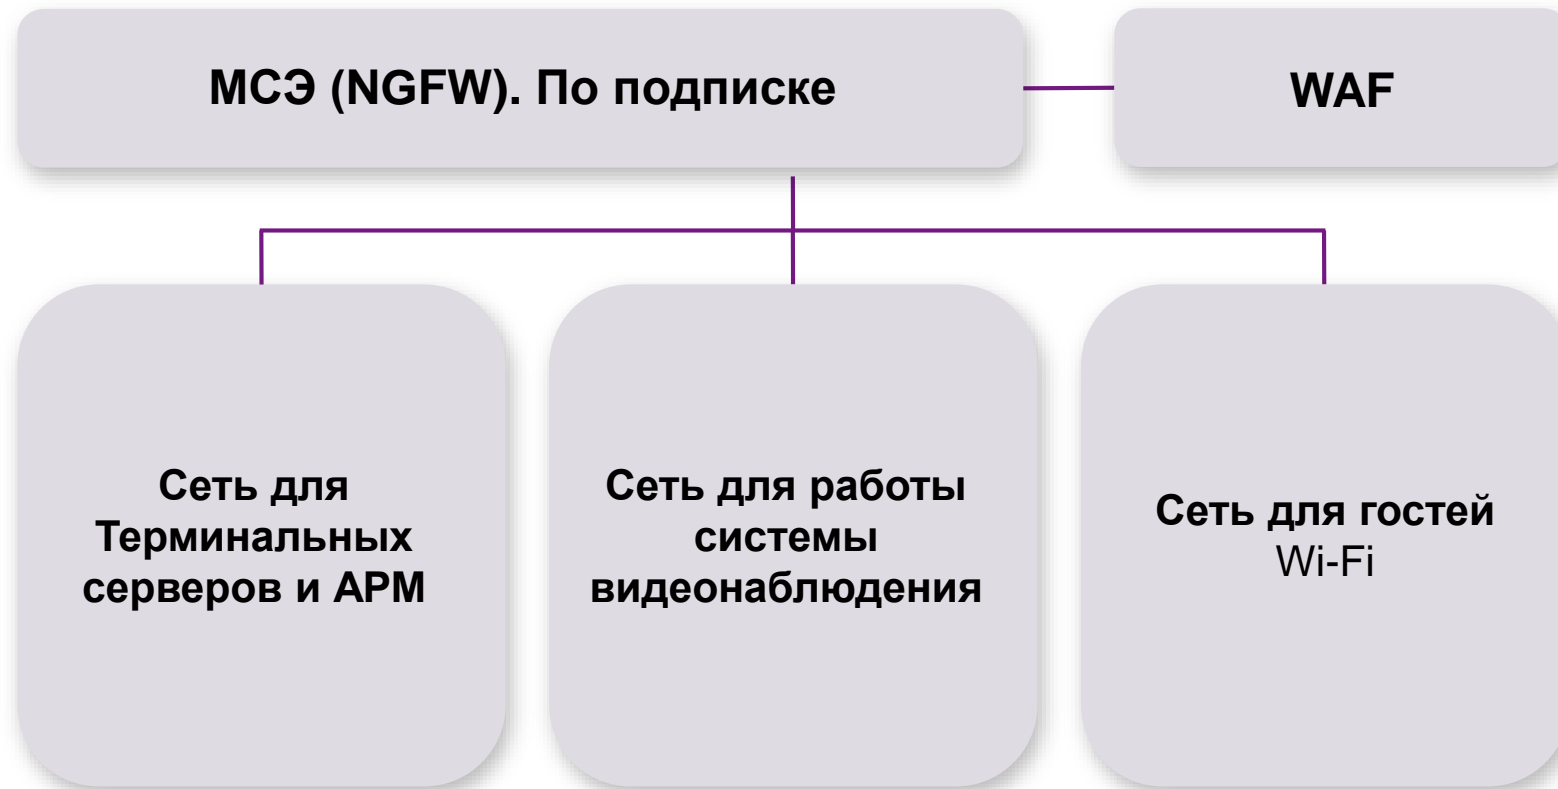 МСЭ (NGFW). По подписке
WAF
Сеть для
Терминальных
серверов и АРМ
Сеть для работы
системы
видеонаблюдения
Сеть для гостей
Wi-Fi